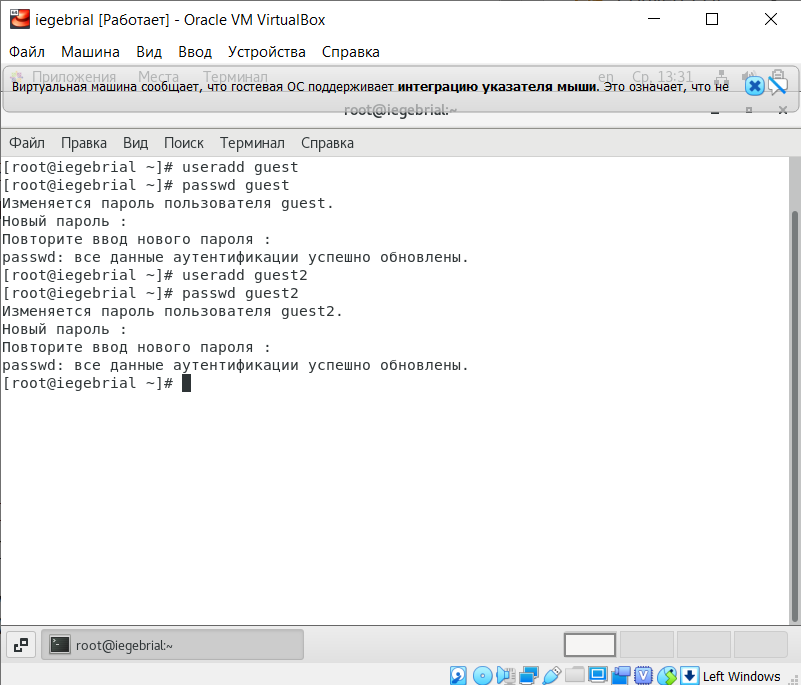 iegebrial [Работает] - Oracle VM VirtualBox
Файл Машина Вид Ввод Устройства Справка
Приложения Места Терминал en Ср, 13:31
Виртуальная машина сообщает, что гостевая ОС поддерживает интеграцию указателя мыши. Это означает, что не
root@iegebrial:~
Файл Правка Вид Поиск Терминал Справка
[root@iegebrial ~]# useradd guest
[root@iegebrial ~]# passwd guest
Изменяется пароль пользователя guest.
Новый пароль :
Повторите ввод нового пароля :
passwd: все данные аутентификации успешно обновлены.
[root@iegebrial ~]# useradd guest2
[root@iegebrial ~]# passwd guest2
Изменяется пароль пользователя guest2.
Новый пароль :
Повторите ввод нового пароля :
passwd: все данные аутентификации успешно обновлены.
[root@iegebrial ~]#
root@iegebrial:~
Left Windows